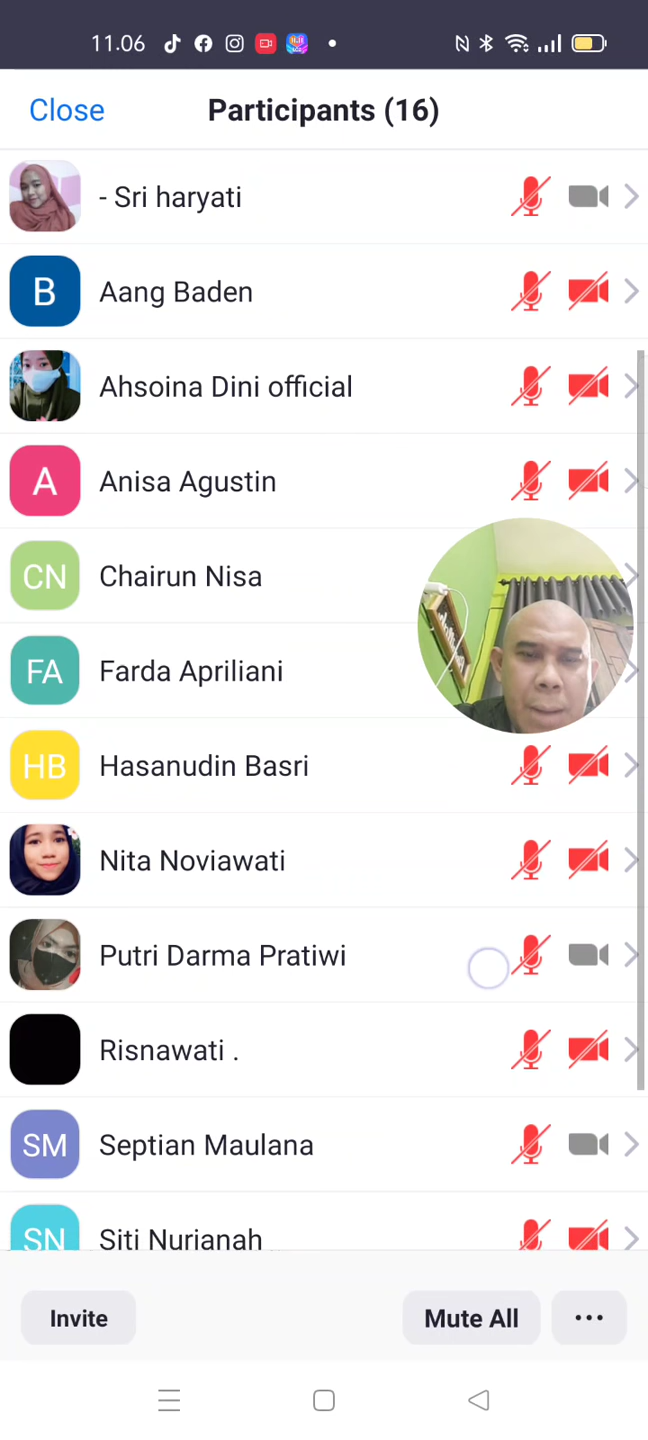 11.06
Close Participants (16)
- Sri haryati
B Aang Baden
Ahsoina Dini official
A Anisa Agustin
CN Chairun Nisa
FA Farda Apriliani
HB Hasanudin Basri
Nita Noviawati
Putri Darma Pratiwi
Risnawati .
SM Septian Maulana
SN Siti Nurianah
Invite Mute All ...